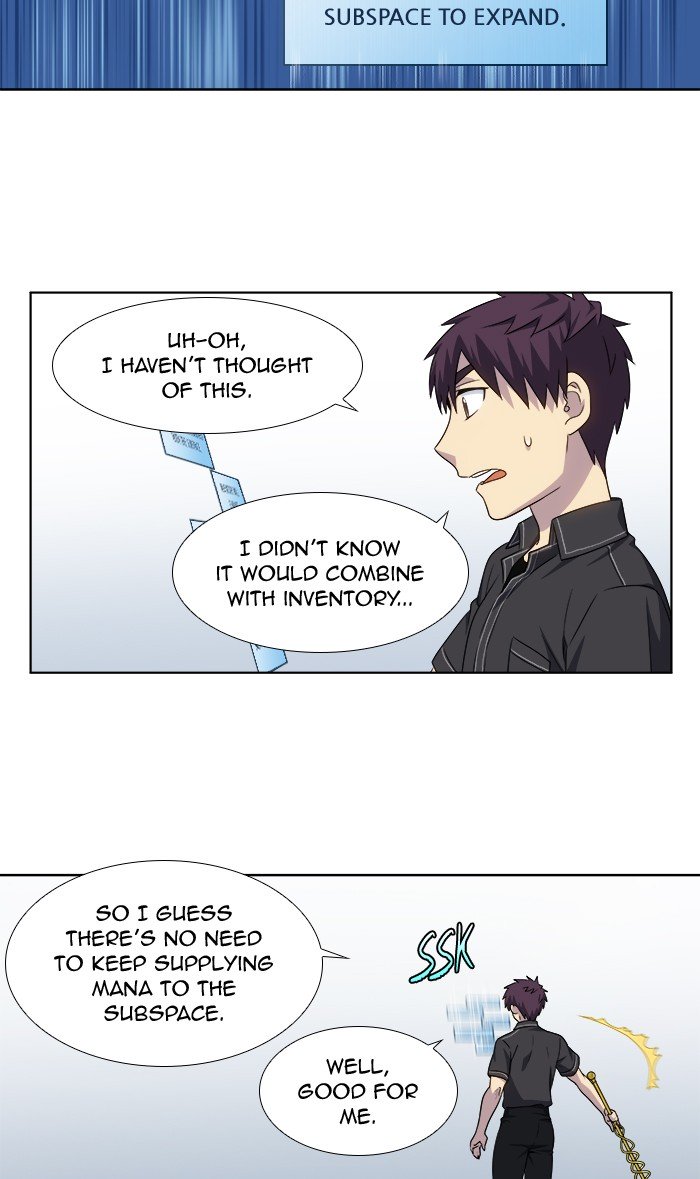 SUBSPACE TO EXPAND.
UH-OH,
I HAVEN'T THOUGHT
OF THIS.
I DIDN'T KNOW
IT WOULD COMBINE
WITH INVENTORY...
SO I GUESS
THERE'S NO NEED
TO KEEP SUPPLYING
MANA TO THE
SUBSPACE.
SSK
WELL,
GOOD FOR
ME.